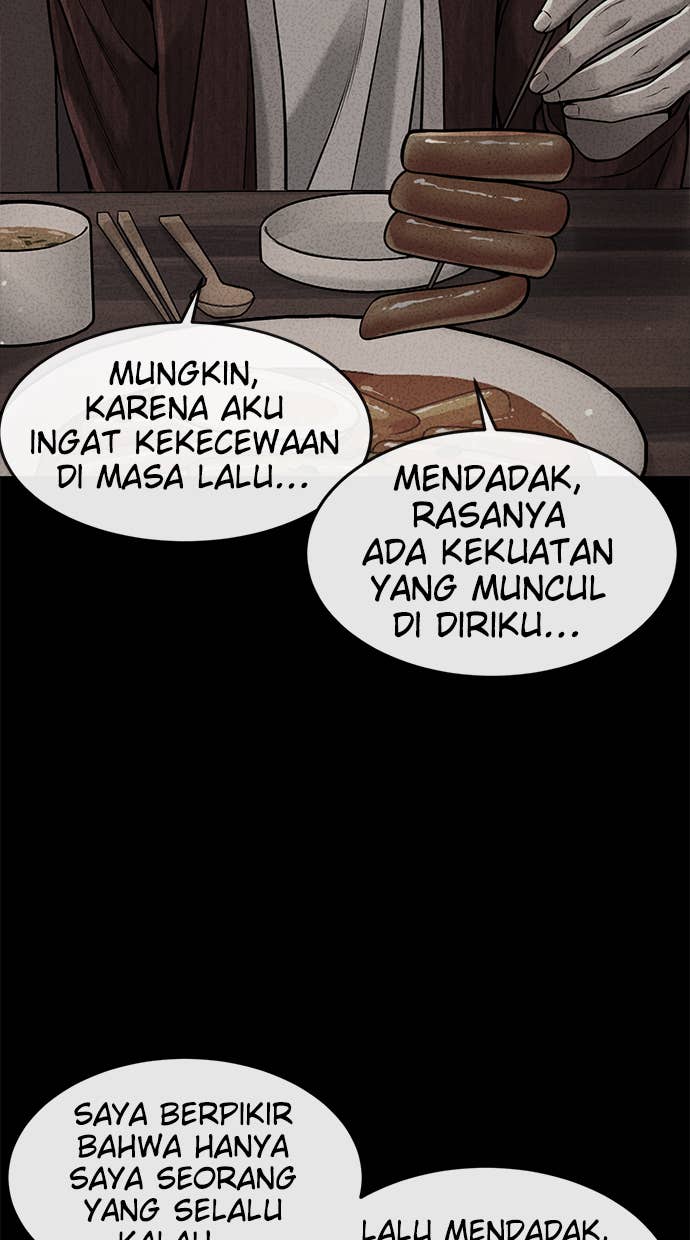 MUNGKIN,
KARENA AKU
INGAT KEKECEWAAN
DI MASA LALU...
MENDADAK,
RASANYA
ADA KEKUATAN
YANG MUNCUL
DI DIRIKU...
SAYA BERPIKIR
BAHWA HANYA
SAYA SEORANG
YANG SELALU
KALAH...
LALU MENDADAK,